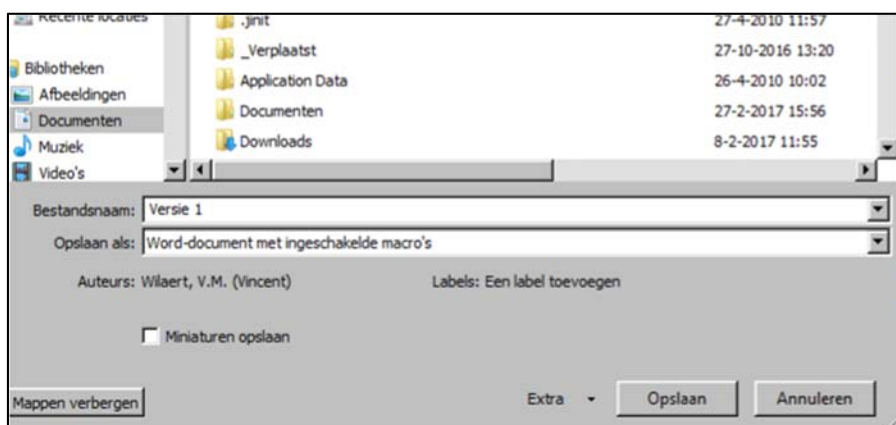 Recente locaties
Bibliotheken
Afbeeldingen
Documenten
Muziek
Video's
.jinit 27-4-2010 11:57
_Verplaatst 27-10-2016 13:20
Application Data 26-4-2010 10:02
Documenten 27-2-2017 15:56
Downloads 8-2-2017 11:55
Bestandsnaam: Versie 1
Opslaan als: Word-document met ingeschakelde macro's
Auteurs: Wilaert, V.M. (Vincent) Labels: Een label toevoegen
Miniaturen opslaan
Mappen verbergen Extra Opslaan Annuleren